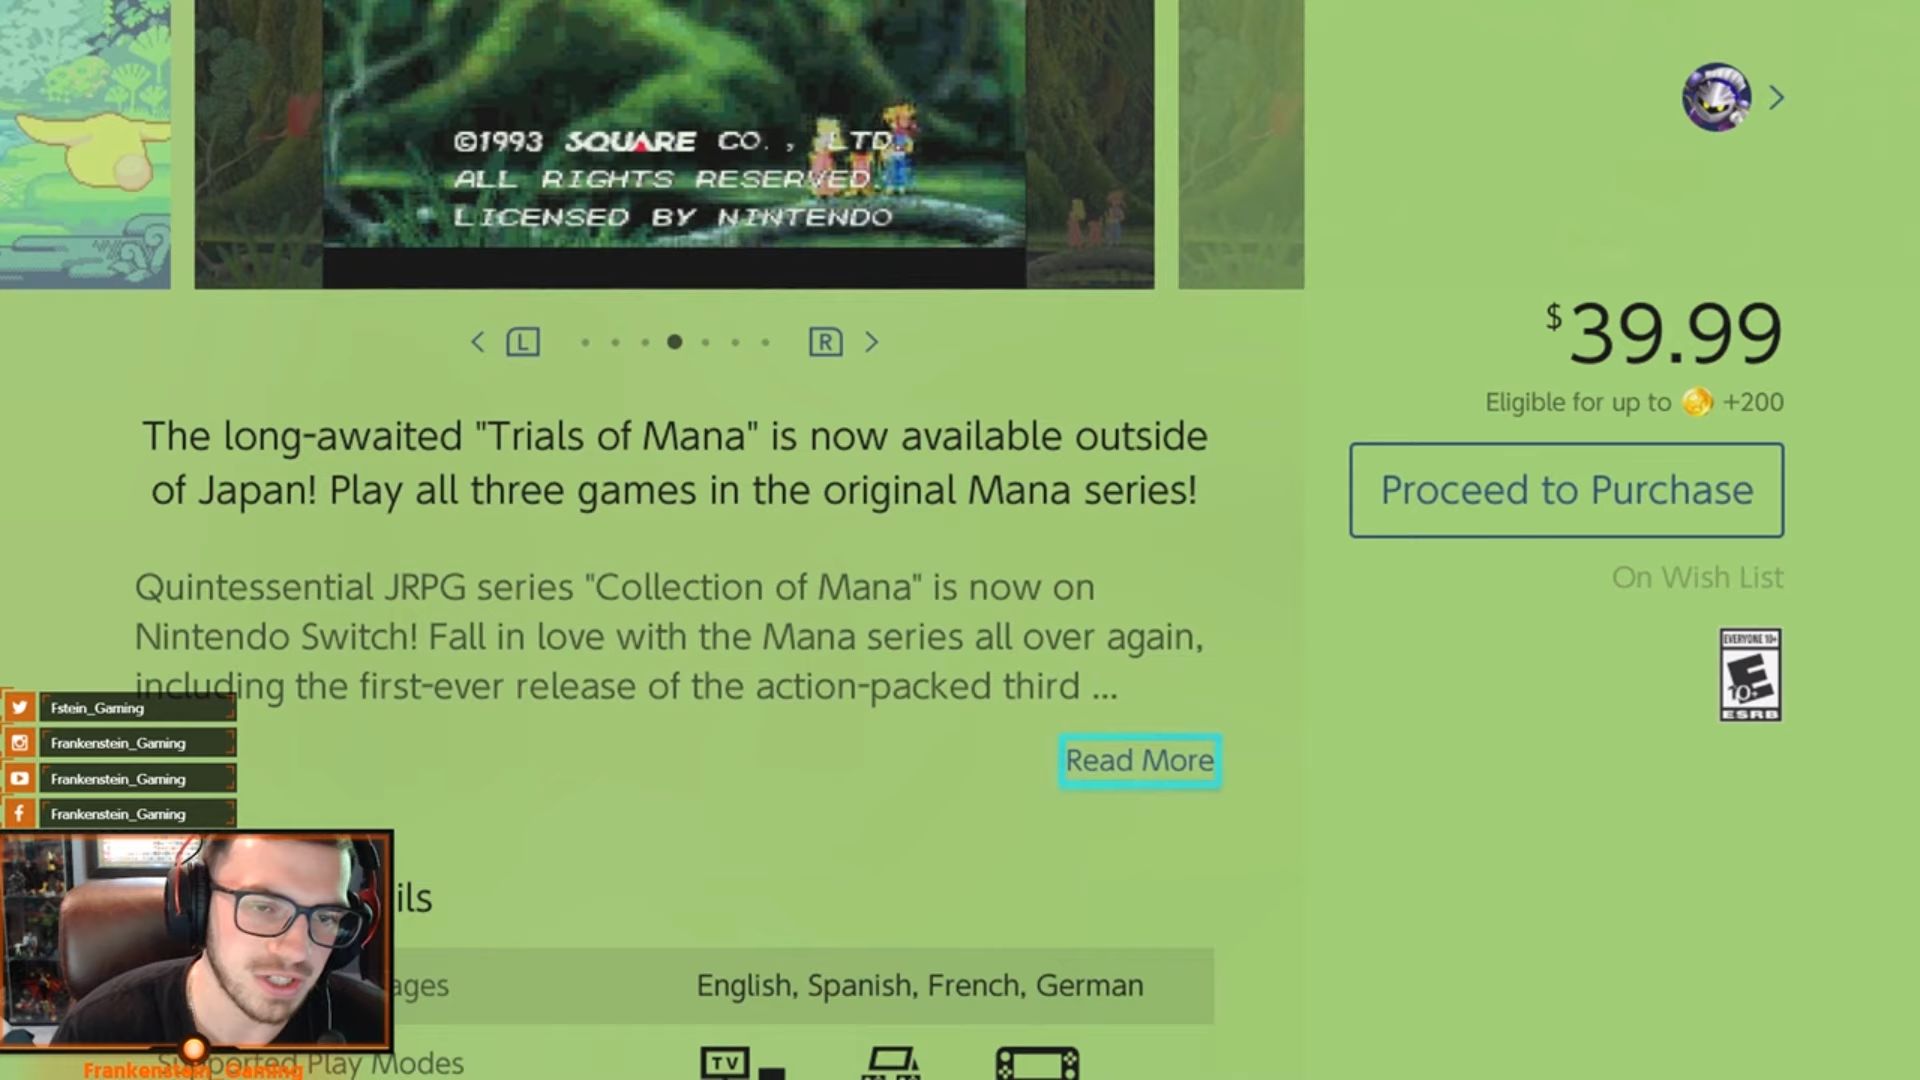 ©1993 SQUARE CO., LTD.
ALL RIGHTS RESERVED.
LICENSED BY NINTENDO
L
R
$39.99
Eligible for up to +200
Proceed to Purchase
On Wish List
EVERYONE 10+
E
10+
ESRB
The long-awaited "Trials of Mana" is now available outside
of Japan! Play all three games in the original Mana series!
Quintessential JRPG series "Collection of Mana" is now on
Nintendo Switch! Fall in love with the Mana series all over again,
including the first-ever release of the action-packed third ...
Read More
Fstein_Gaming
Frankenstein_Gaming
Frankenstein_Gaming
Frankenstein_Gaming
ils
ages
English, Spanish, French, German
Supported Play Modes
TV
Frankenstein_Gaming